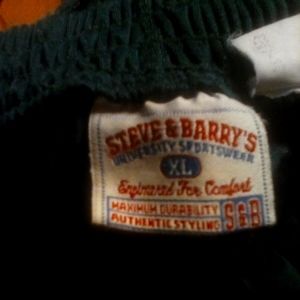 STEVE & BARRY'S
UNIVERSITY SPORTSWEAR
XL
Engineered For Comfort
MAXIMUM DURABILITY
AUTHENTIC STYLING
S&B